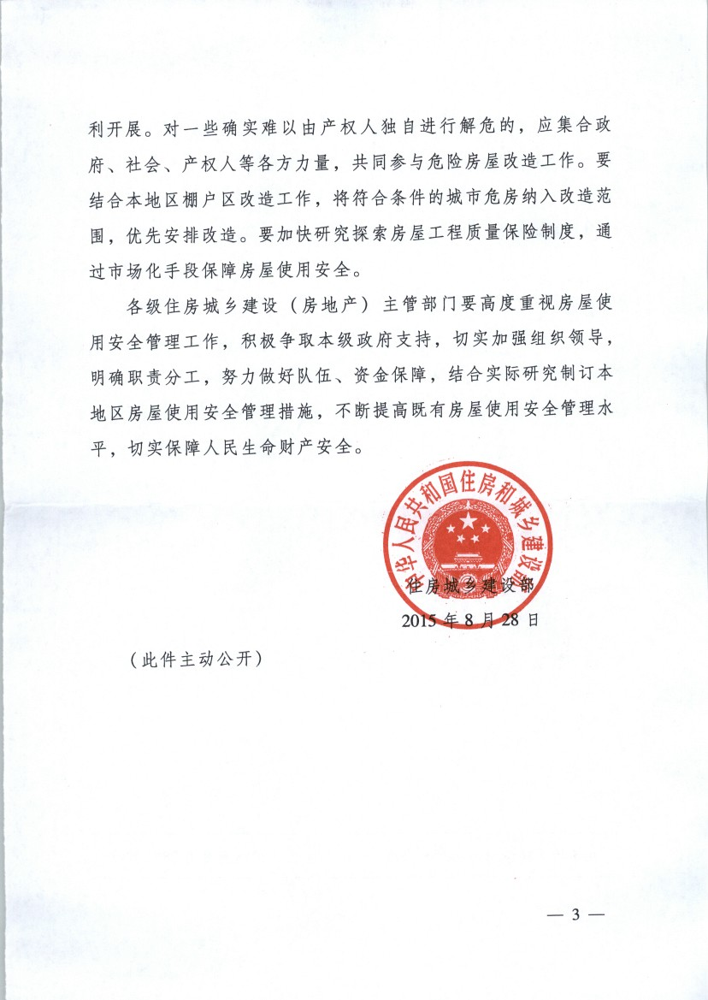 利开展。对一些确实难以由产权人独自进行解危的，应集合政
府、社会、产权人等各方力量，共同参与危险房屋改造工作。要
结合本地区棚户区改造工作，将符合条件的城市危房纳入改造范
围，优先安排改造。要加快研究探索房屋工程质量保险制度，通
过市场化手段保障房屋使用安全。
各级住房城乡建设（房地产）主管部门要高度重视房屋使
用安全管理工作，积极争取本级政府支持，切实加强组织领导，
明确职责分工，努力做好队伍、资金保障，结合实际研究制订本
地区房屋使用安全管理措施，不断提高既有房屋使用安全管理水
平，切实保障人民生命财产安全。
中华人民共和国住房和城乡建设部
住房城乡建设部
2015 年 8 月 28 日
（此件主动公开）
— 3 —